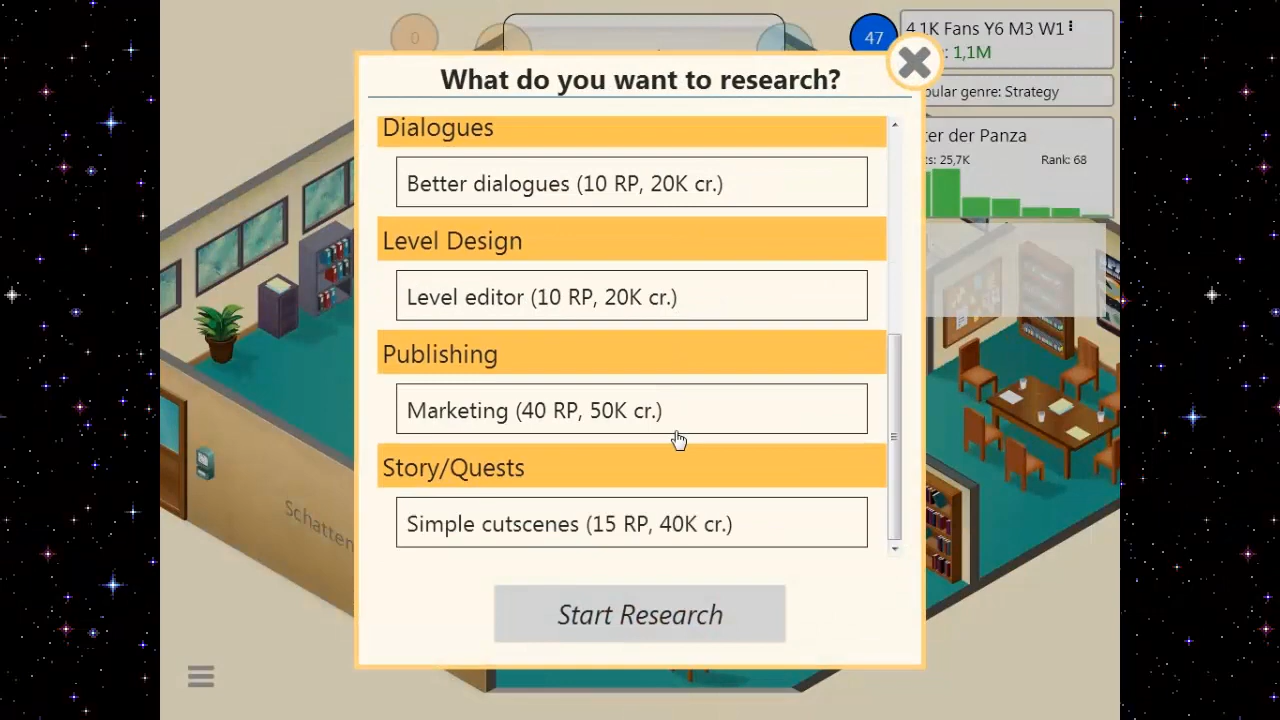 0
47
4,1K Fans Y6 M3 W1
1,1M
What do you want to research?
pular genre: Strategy
Dialogues
ter der Panza
25,7K
Rank: 68
Better dialogues (10 RP, 20K cr.)
Level Design
Level editor (10 RP, 20K cr.)
Publishing
Marketing (40 RP, 50K cr.)
Story/Quests
Simple cutscenes (15 RP, 40K cr.)
Schatten
Start Research